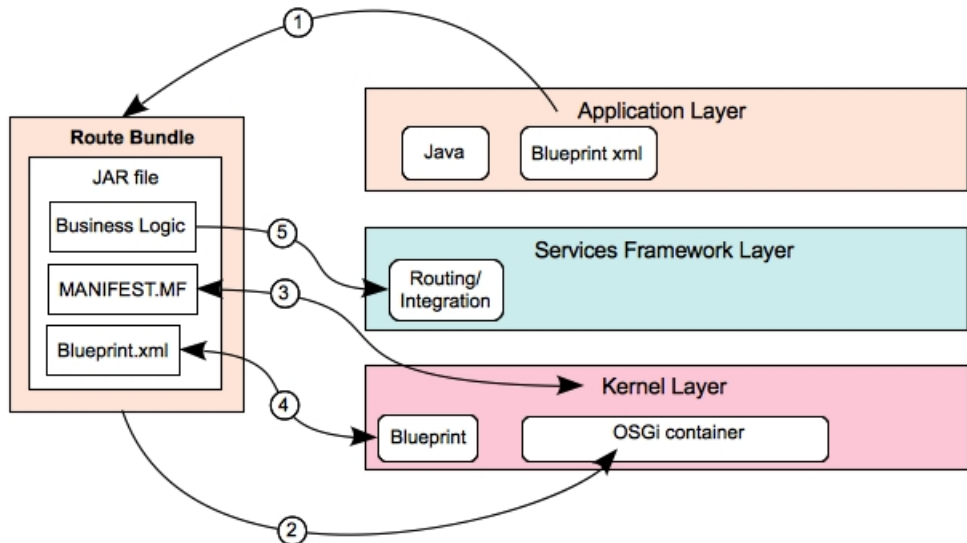 1
Application Layer
Java
Blueprint xml
Route Bundle
JAR file
Business Logic
MANIFEST.MF
Blueprint.xml
5
3
4
Services Framework Layer
Routing/
Integration
Kernel Layer
Blueprint
OSGi container
2